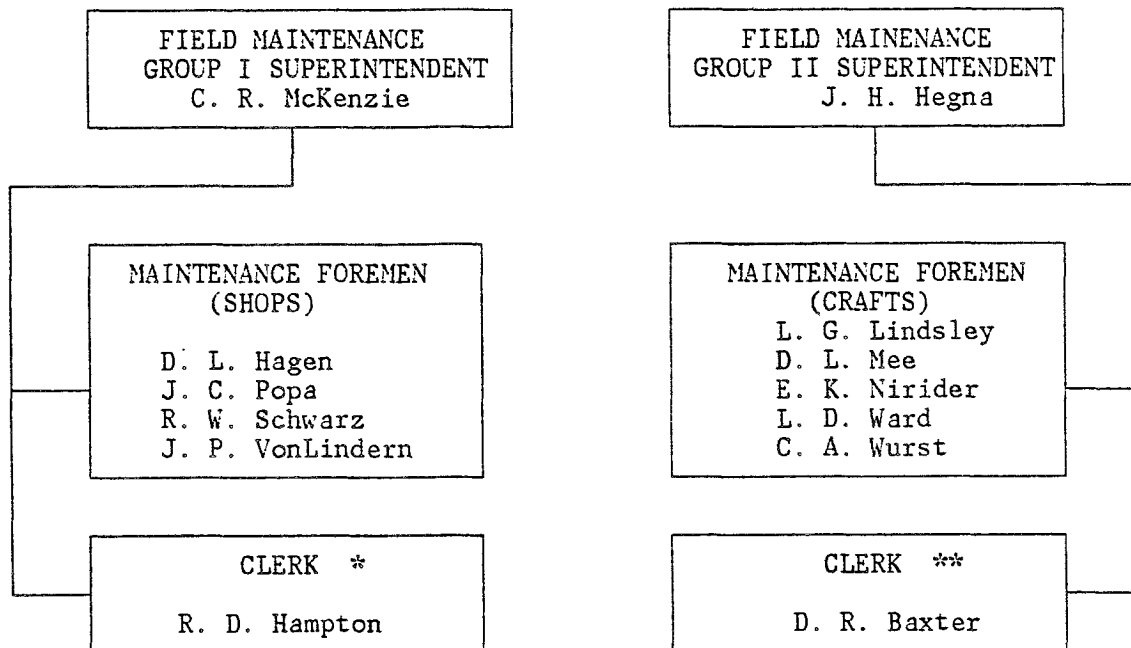 FIELD MAINTENANCE
GROUP I SUPERINTENDENT
C. R. McKenzie
FIELD MAINENANCE
GROUP II SUPERINTENDENT
J. H. Hegna
MAINTENANCE FOREMEN
(SHOPS)
D. L. Hagen
J. C. Popa
R. W. Schwarz
J. P. VonLindern
MAINTENANCE FOREMEN
(CRAFTS)
L. G. Lindsley
D. L. Mee
E. K. Nirider
L. D. Ward
C. A. Wurst
CLERK *
R. D. Hampton
CLERK **
D. R. Baxter